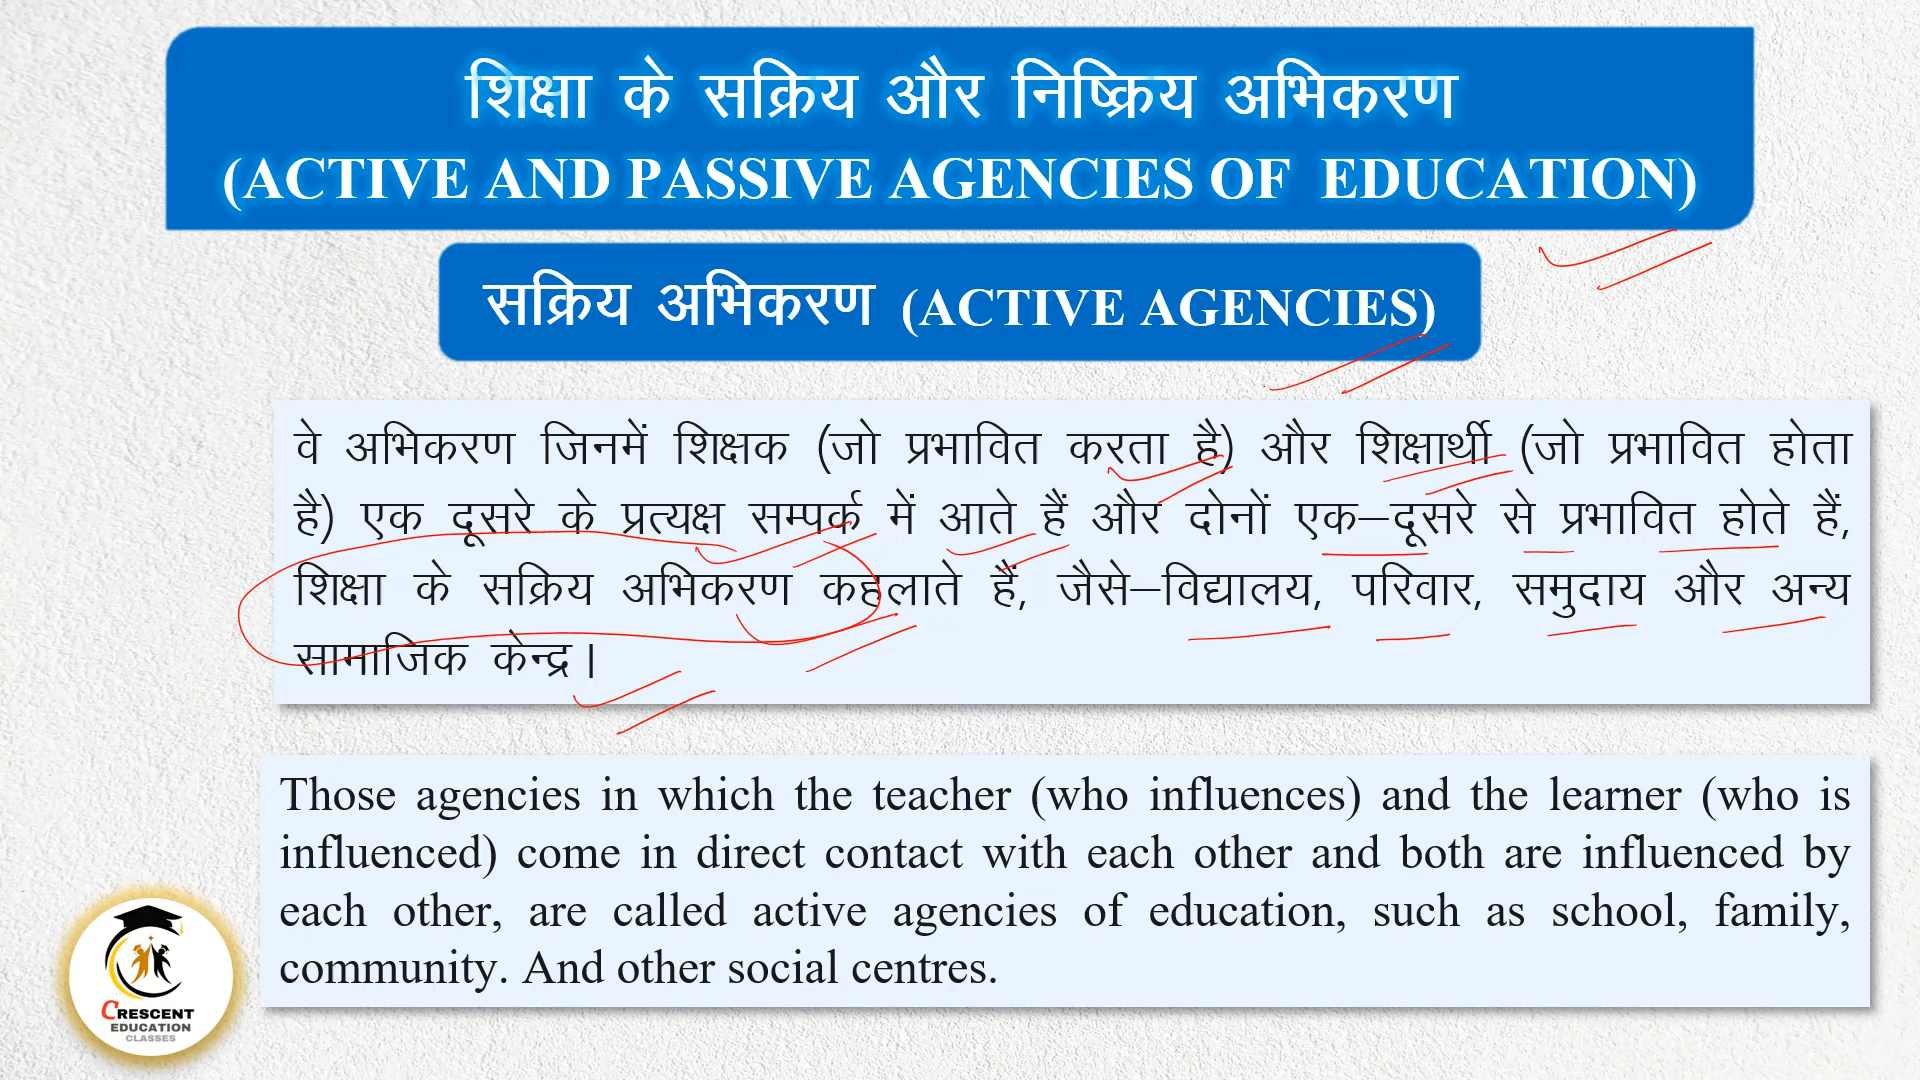 शिक्षा के सक्रिय और निष्क्रिय अभिकरण
(ACTIVE AND PASSIVE AGENCIES OF EDUCATION)
सक्रिय अभिकरण (ACTIVE AGENCIES)
वे अभिकरण जिनमें शिक्षक (जो प्रभावित करता है) और शिक्षार्थी (जो प्रभावित होता
है) एक दूसरे के प्रत्यक्ष सम्पर्क में आते हैं और दोनों एक–दूसरे से प्रभावित होते हैं,
शिक्षा के सक्रिय अभिकरण कहलाते हैं, जैसे–विद्यालय, परिवार, समुदाय और अन्य
सामाजिक केन्द्र।
Those agencies in which the teacher (who influences) and the learner (who is
influenced) come in direct contact with each other and both are influenced by
each other, are called active agencies of education, such as school, family,
community. And other social centres.
CRESCENT
EDUCATION
CLASSES